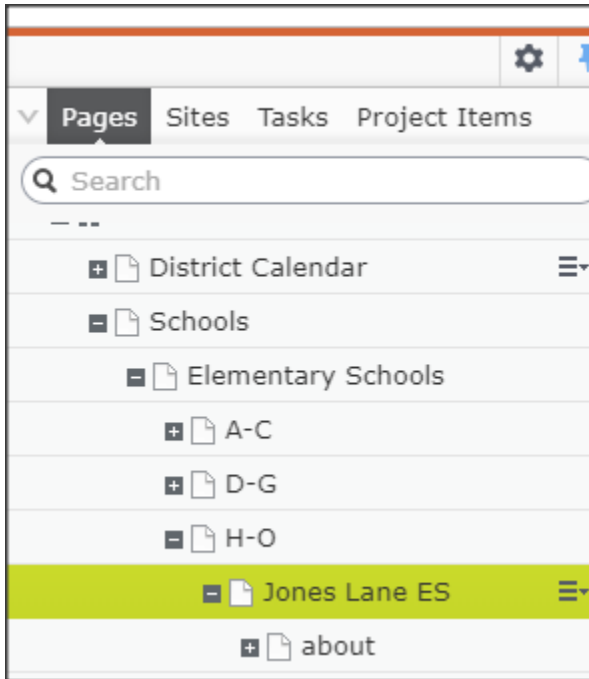 Pages Sites Tasks Project Items
Search
District Calendar
Schools
Elementary Schools
A-C
D-G
H-O
Jones Lane ES
about